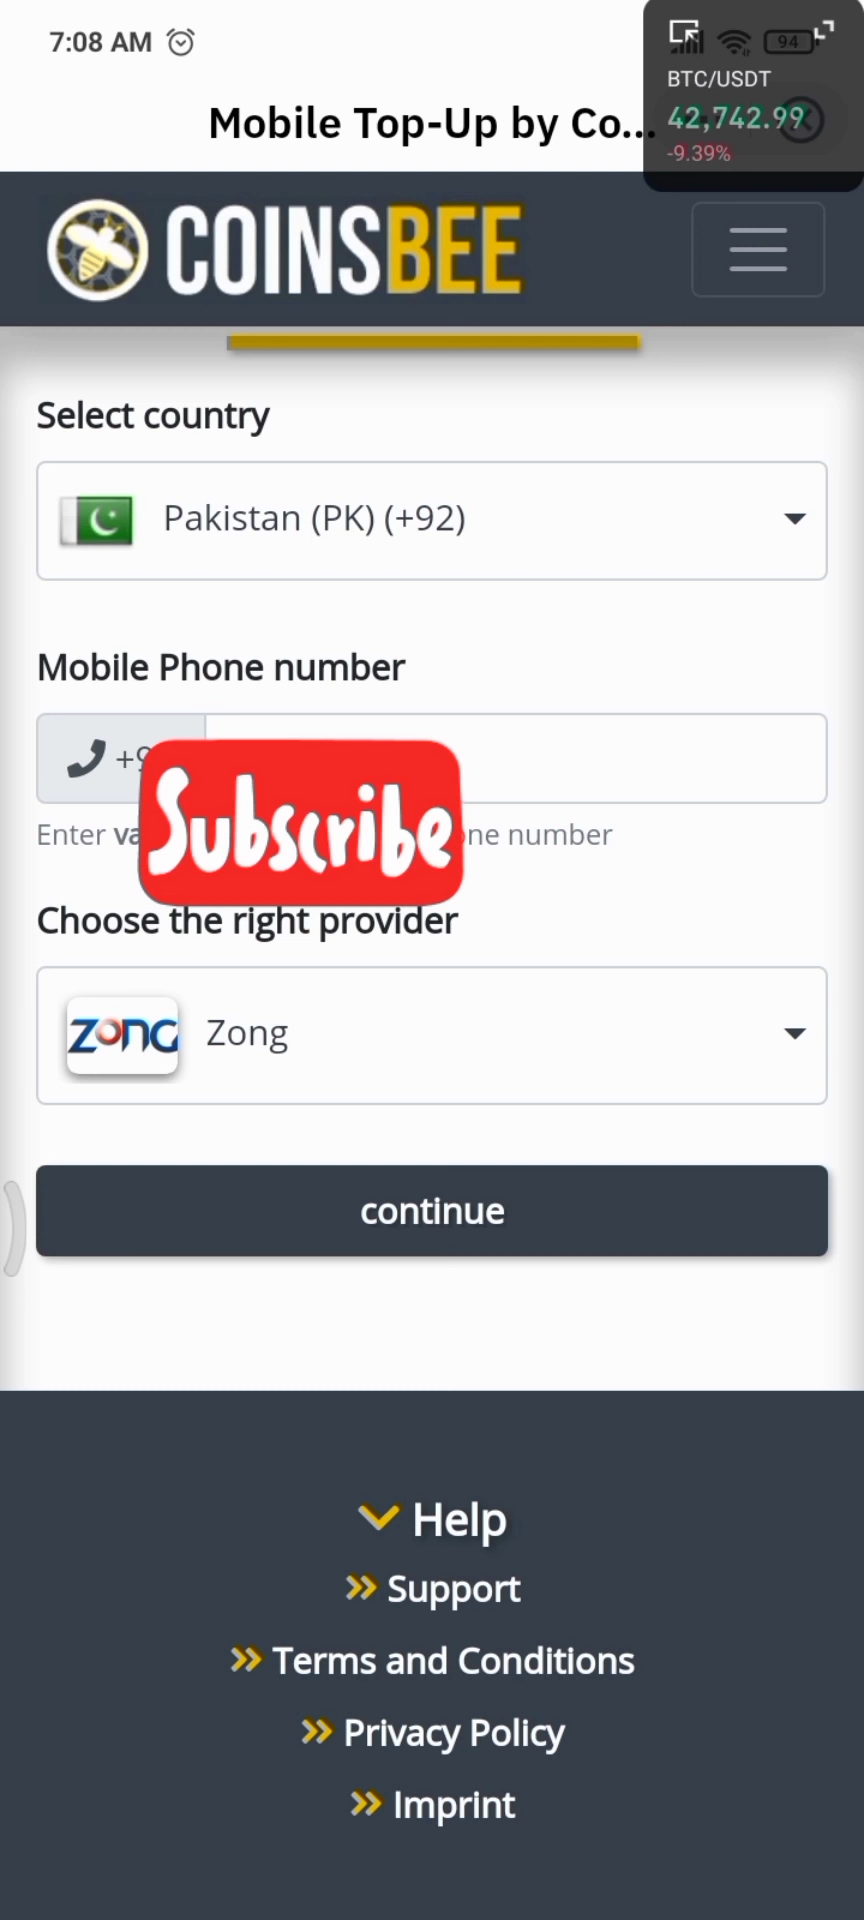 7:08 AM
94
BTC/USDT
Mobile Top-Up by Co...
42,742.99
-9.39%
COINSBEE
Select country
Pakistan (PK) (+92)
Mobile Phone number
Subscribe
Enter number
Choose the right provider
ZONG Zong
continue
Help
Support
Terms and Conditions
Privacy Policy
Imprint